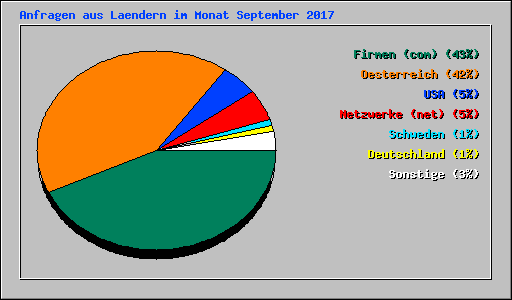 Anfragen aus Laendern im Monat September 2017
Firmen (com) (43%)
Oesterreich (42%)
USA (5%)
Netzwerke (net) (5%)
Schweden (1%)
Deutschland (1%)
Sonstige (3%)